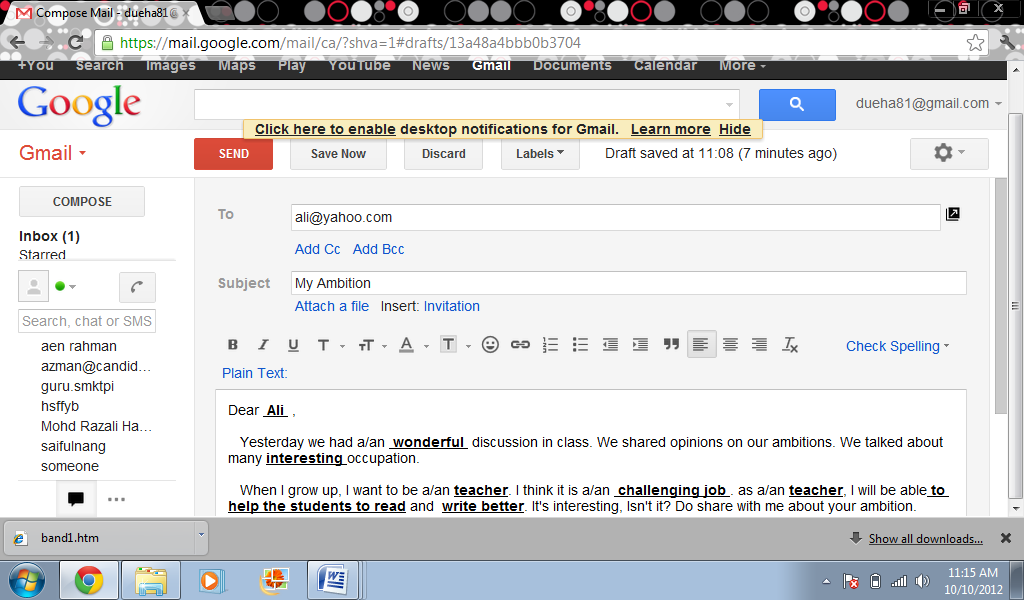 Compose Mail - dueha81@
https://mail.google.com/mail/ca/?shva=1#drafts/13a48a4bbb0b3704
+You Search Images Maps Play YouTube News Gmail Documents Calendar More
Google
dueha81@gmail.com
Click here to enable desktop notifications for Gmail. Learn more Hide
Gmail
SEND Save Now Discard Labels Draft saved at 11:08 (7 minutes ago)
COMPOSE
Inbox (1)
Starred
Search, chat or SMS
aen rahman
azman@candid...
guru.smktpi
hsffyb
Mohd Razali Ha...
saifulnang
someone
To ali@yahoo.com
Add Cc Add Bcc
Subject My Ambition
Attach a file Insert: Invitation
B I U T TT A T Check Spelling
Plain Text:
Dear Ali ,
Yesterday we had a/an wonderful discussion in class. We shared opinions on our ambitions. We talked about
many interesting occupation.
When I grow up, I want to be a/an teacher. I think it is a/an challenging job . as a/an teacher, I will be able to
help the students to read and write better. It's interesting, Isn't it? Do share with me about your ambition.
band1.htm
Show all downloads...
11:15 AM
10/10/2012